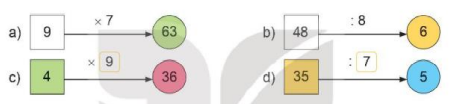 a) 9 × 7 63 b) 48 : 8 6
c) 4 × 9 36 d) 35 : 7 5